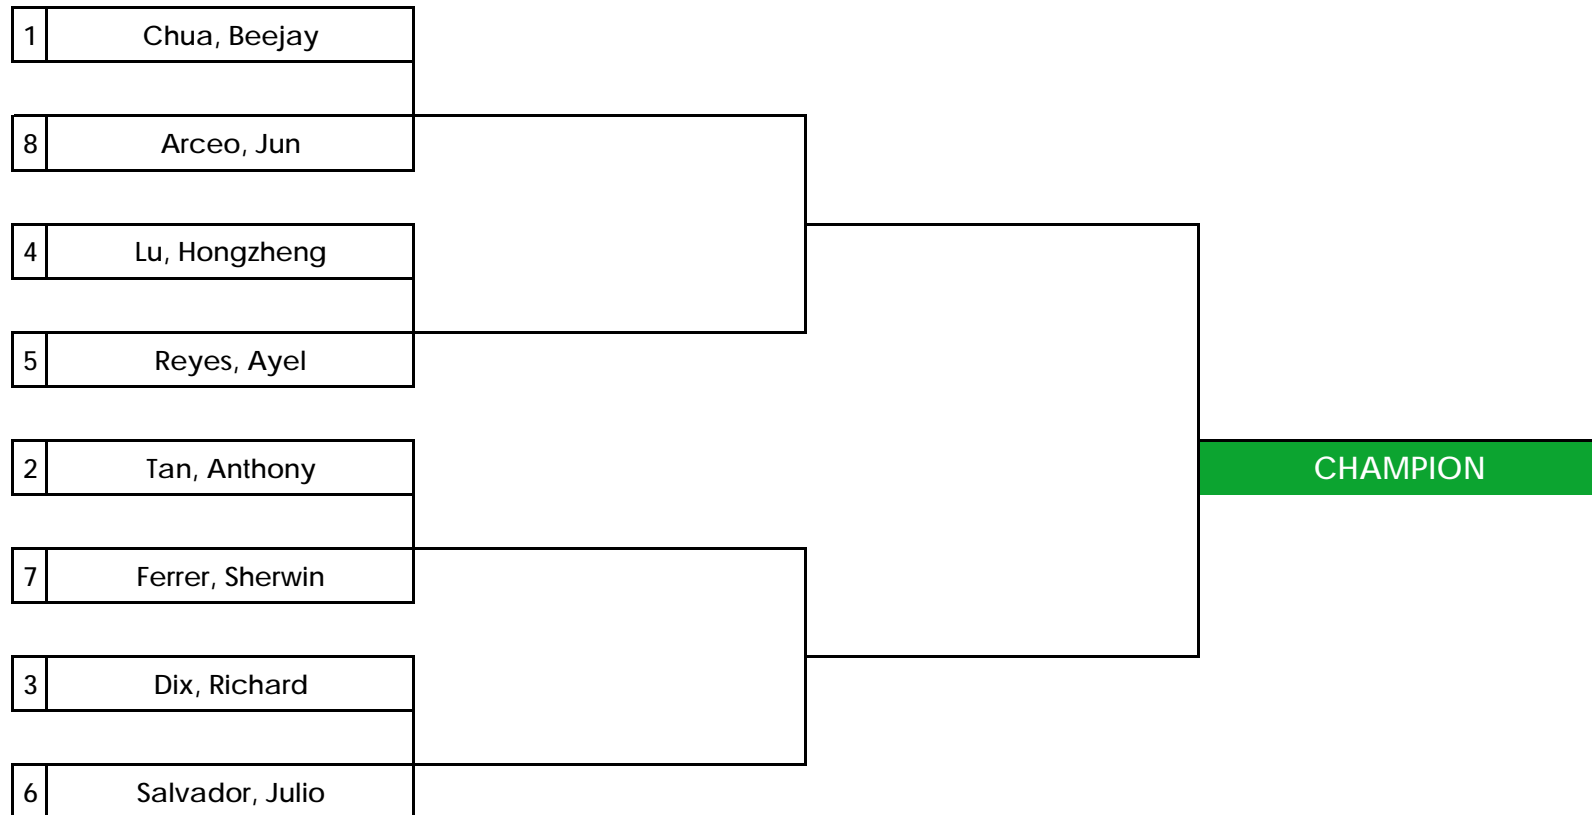 1 Chua, Beejay
8 Arceo, Jun
4 Lu, Hongzheng
5 Reyes, Ayel
2 Tan, Anthony
CHAMPION
7 Ferrer, Sherwin
3 Dix, Richard
6 Salvador, Julio